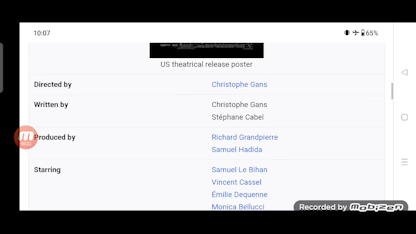 10:07
65%
US theatrical release poster
Directed by Christophe Gans
Written by Christophe Gans
Stéphane Cabel
Produced by Richard Grandpierre
Samuel Hadida
Starring Samuel Le Bihan
Vincent Cassel
Émilie Dequenne
Monica Bellucci
Recorded by Mobizen